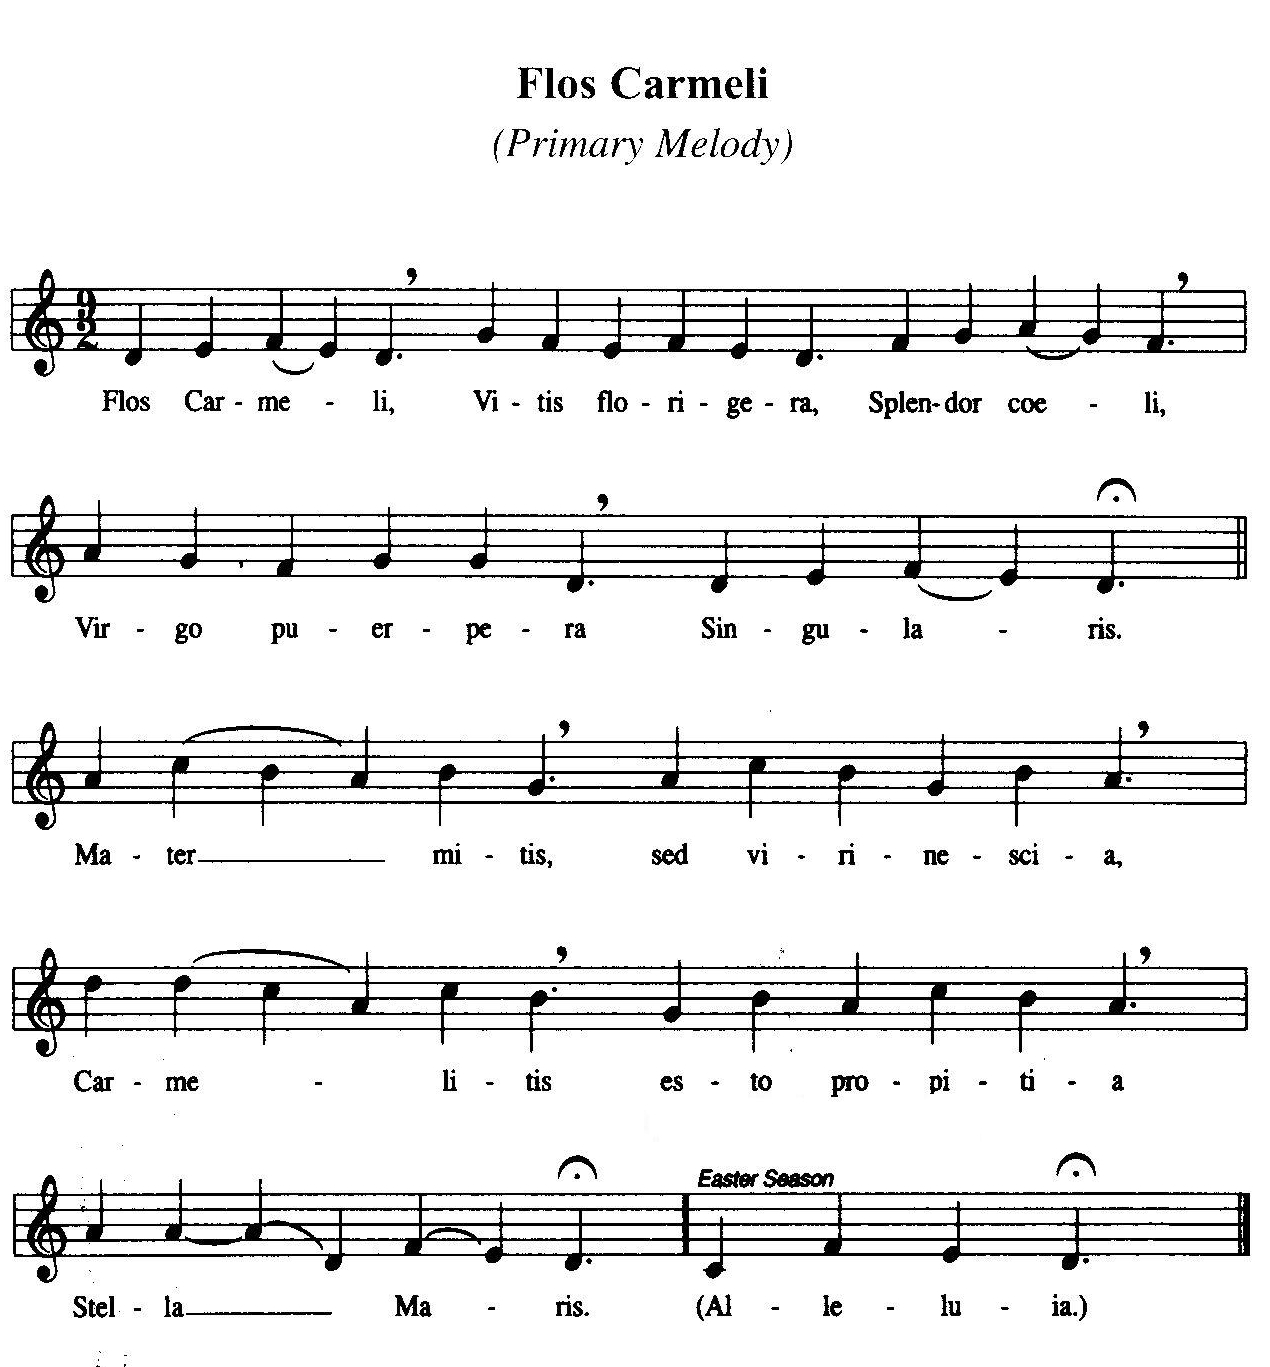 Flos Carmeli
(Primary Melody)
9
2
Flos Car - me - li, Vi - tis flo - ri - ge - ra, Splen - dor coe - li,
Vir - go pu - er - pe - ra Sin - gu - la - ris.
Ma - ter mi - tis, sed vi - ri - ne - sci - a,
Car - me - li - tis es - to pro - pi - ti - a
Easter Season
Stel - la Ma - ris. (Al - le - lu - ia.)